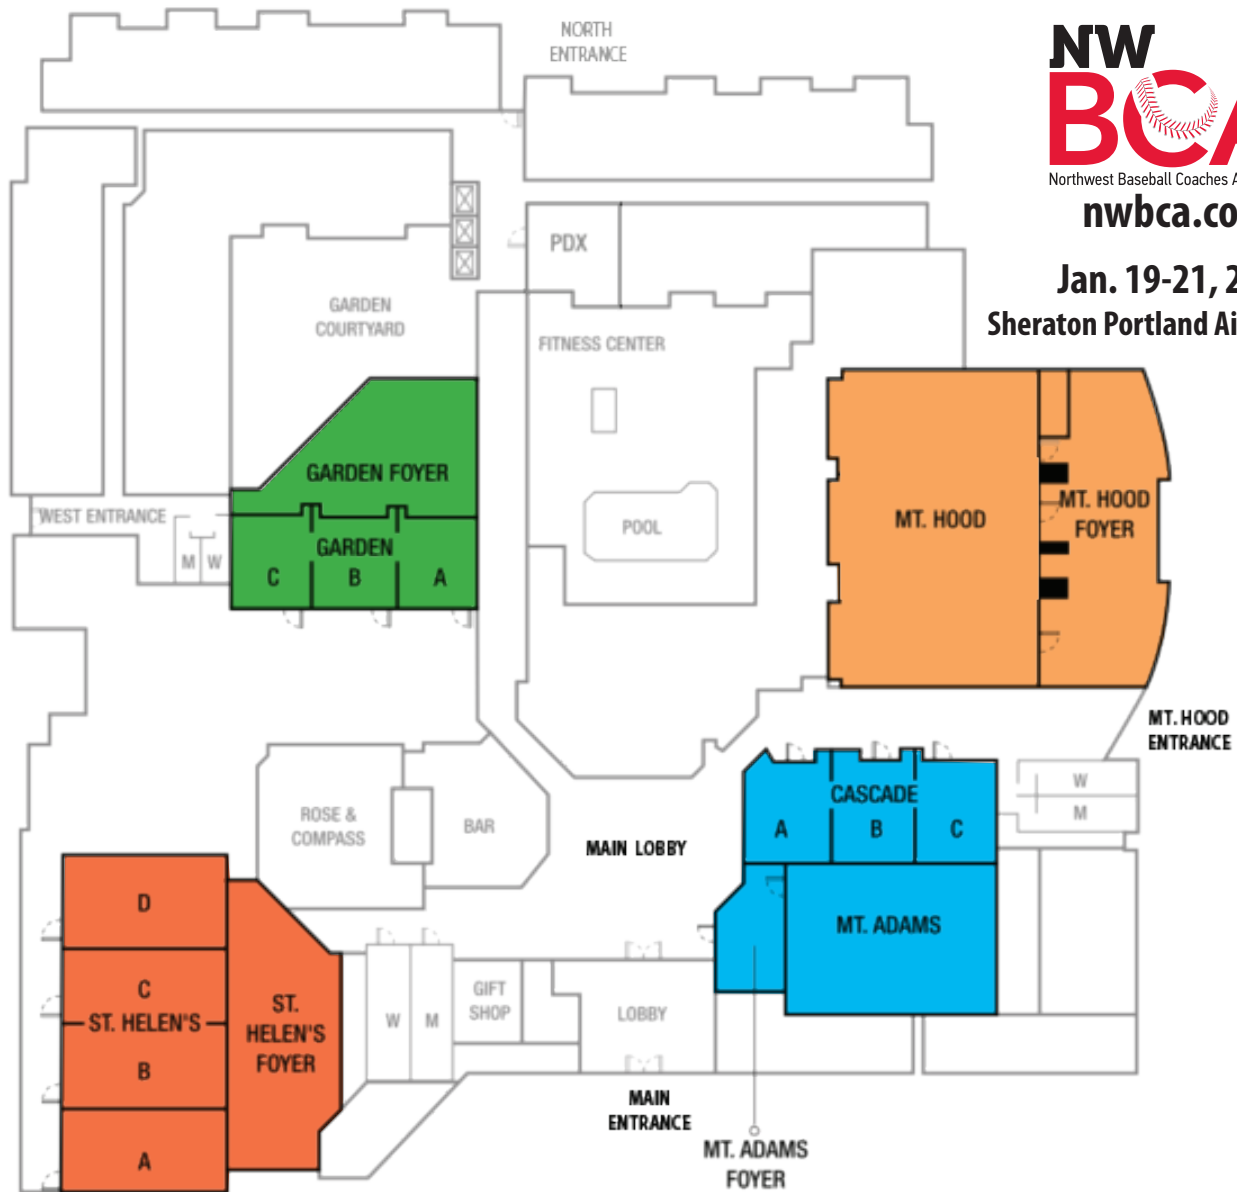 NORTH
ENTRANCE
NW
BCA
Northwest Baseball Coaches A
nwbca.co
Jan. 19-21, 2
Sheraton Portland Ai
PDX
GARDEN
COURTYARD
FITNESS CENTER
GARDEN FOYER
WEST ENTRANCE
M W
GARDEN
C B A
POOL
MT. HOOD
MT. HOOD
FOYER
MT. HOOD
ENTRANCE
ROSE &
COMPASS
BAR
MAIN LOBBY
CASCADE
A B C
W
M
MT. ADAMS
D
C
ST. HELEN'S
B
A
ST.
HELEN'S
FOYER
W M
GIFT
SHOP
LOBBY
MAIN
ENTRANCE
MT. ADAMS
FOYER